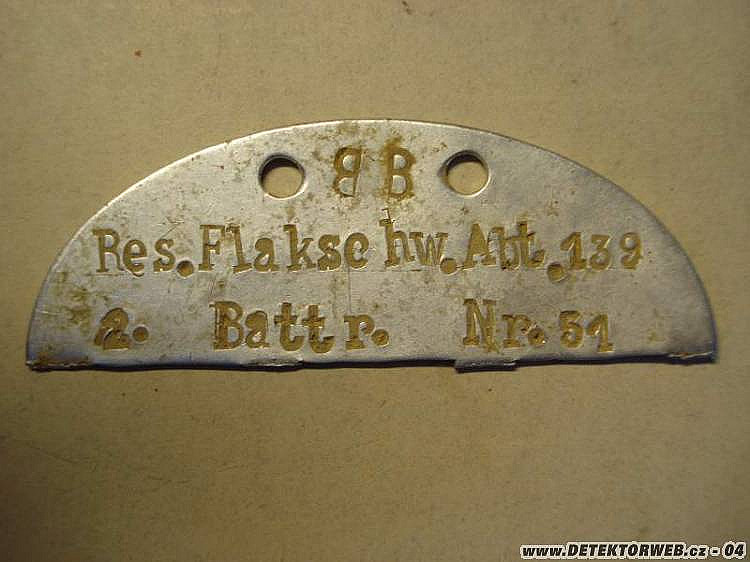 B B
Res.Flakschw.Abt.139
2. Battr. Nr.51
www.DETEKTORWEB.cz - 04